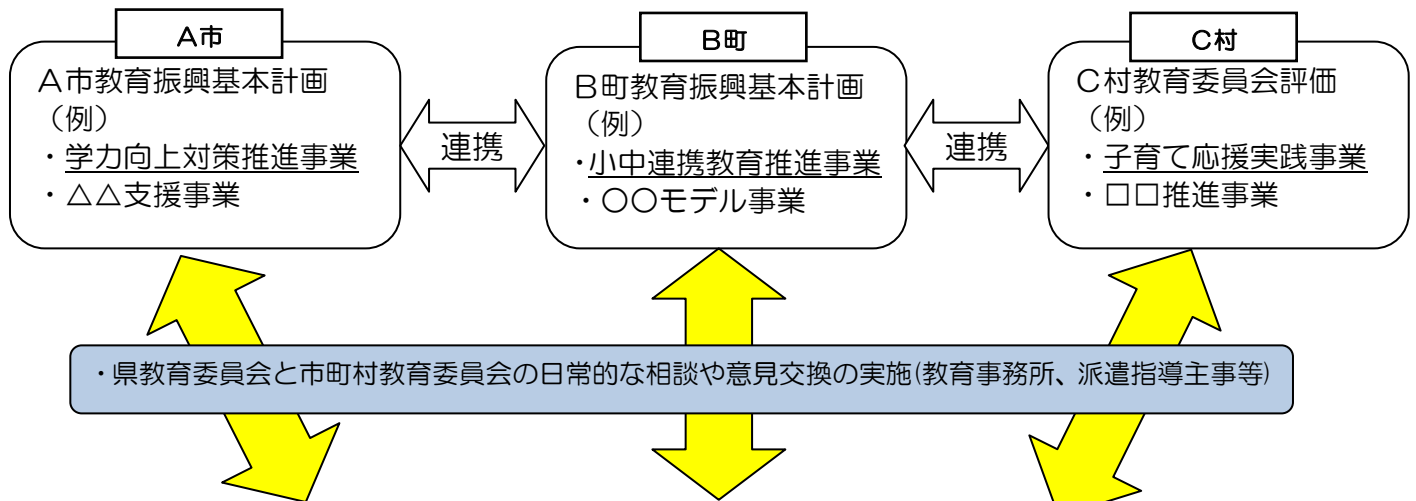 A市
A市教育振興基本計画
（例）
・学力向上対策推進事業
・△△支援事業
連携
B町
B町教育振興基本計画
（例）
・小中連携教育推進事業
・〇〇モデル事業
連携
C村
C村教育委員会評価
（例）
・子育て応援実践事業
・□□推進事業
・県教育委員会と市町村教育委員会の日常的な相談や意見交換の実施(教育事務所、派遣指導主事等)